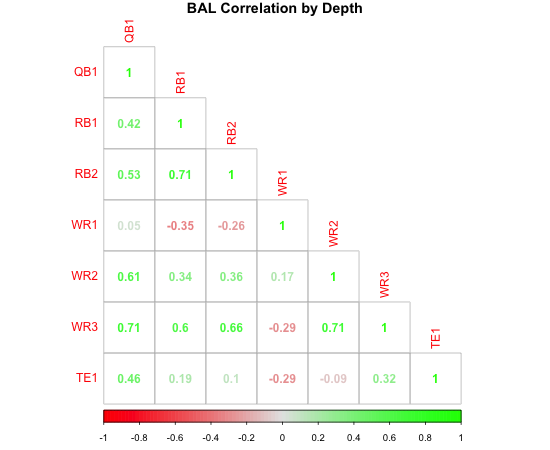 BAL Correlation by Depth
QB1
QB1 1 RB1
RB1 0.42 1 RB2
RB2 0.53 0.71 1 WR1
WR1 0.05 -0.35 -0.26 1 WR2
WR2 0.61 0.34 0.36 0.17 1 WR3
WR3 0.71 0.6 0.66 -0.29 0.71 1 TE1
TE1 0.46 0.19 0.1 -0.29 -0.09 0.32 1
-1 -0.8 -0.6 -0.4 -0.2 0 0.2 0.4 0.6 0.8 1